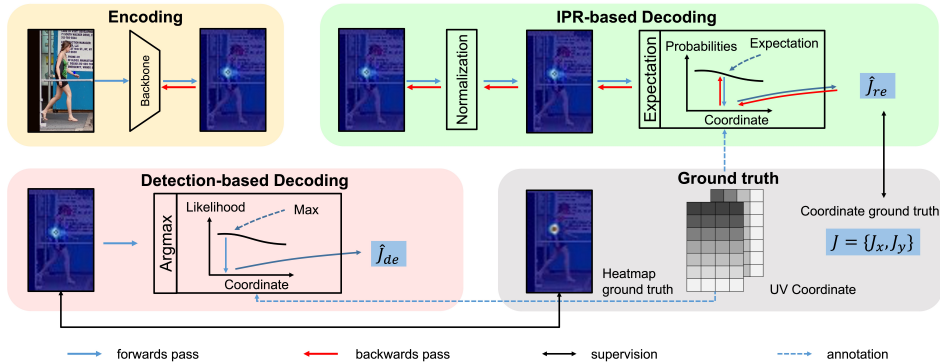 Encoding
Backbone
IPR-based Decoding
Normalization
Expectation
Probabilities
Expectation
Coordinate
Ĵ_re
Detection-based Decoding
Argmax
Likelihood
Max
Coordinate
Ĵ_de
Ground truth
Heatmap
ground truth
UV Coordinate
Coordinate ground truth
J = {J_x, J_y}
forwards pass
backwards pass
supervision
annotation